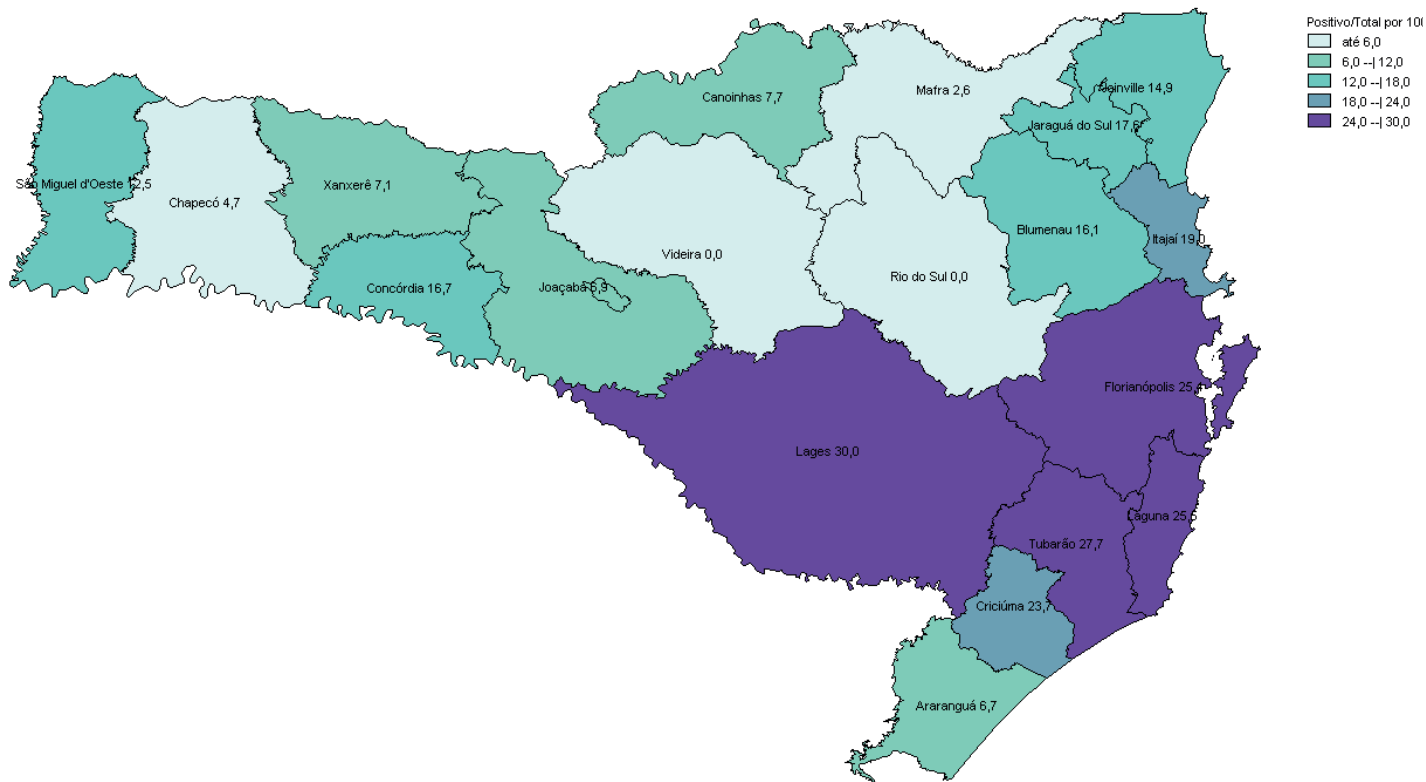 Positivo/Total por 100
até 6,0
6,0 --| 12,0
12,0 --| 18,0
18,0 --| 24,0
24,0 --| 30,0
Canoinhas 7,7
Mafra 2,6
Joinville 14,9
Jaraguá do Sul 17,6
São Miguel d'Oeste 12,5
Xanxerê 7,1
Chapecó 4,7
Blumenau 16,1
Itajaí 19,0
Videira 0,0
Rio do Sul 0,0
Concórdia 16,7
Joaçaba 6,9
Florianópolis 25,4
Lages 30,0
Laguna 25,5
Tubarão 27,7
Criciúma 23,7
Araranguá 6,7